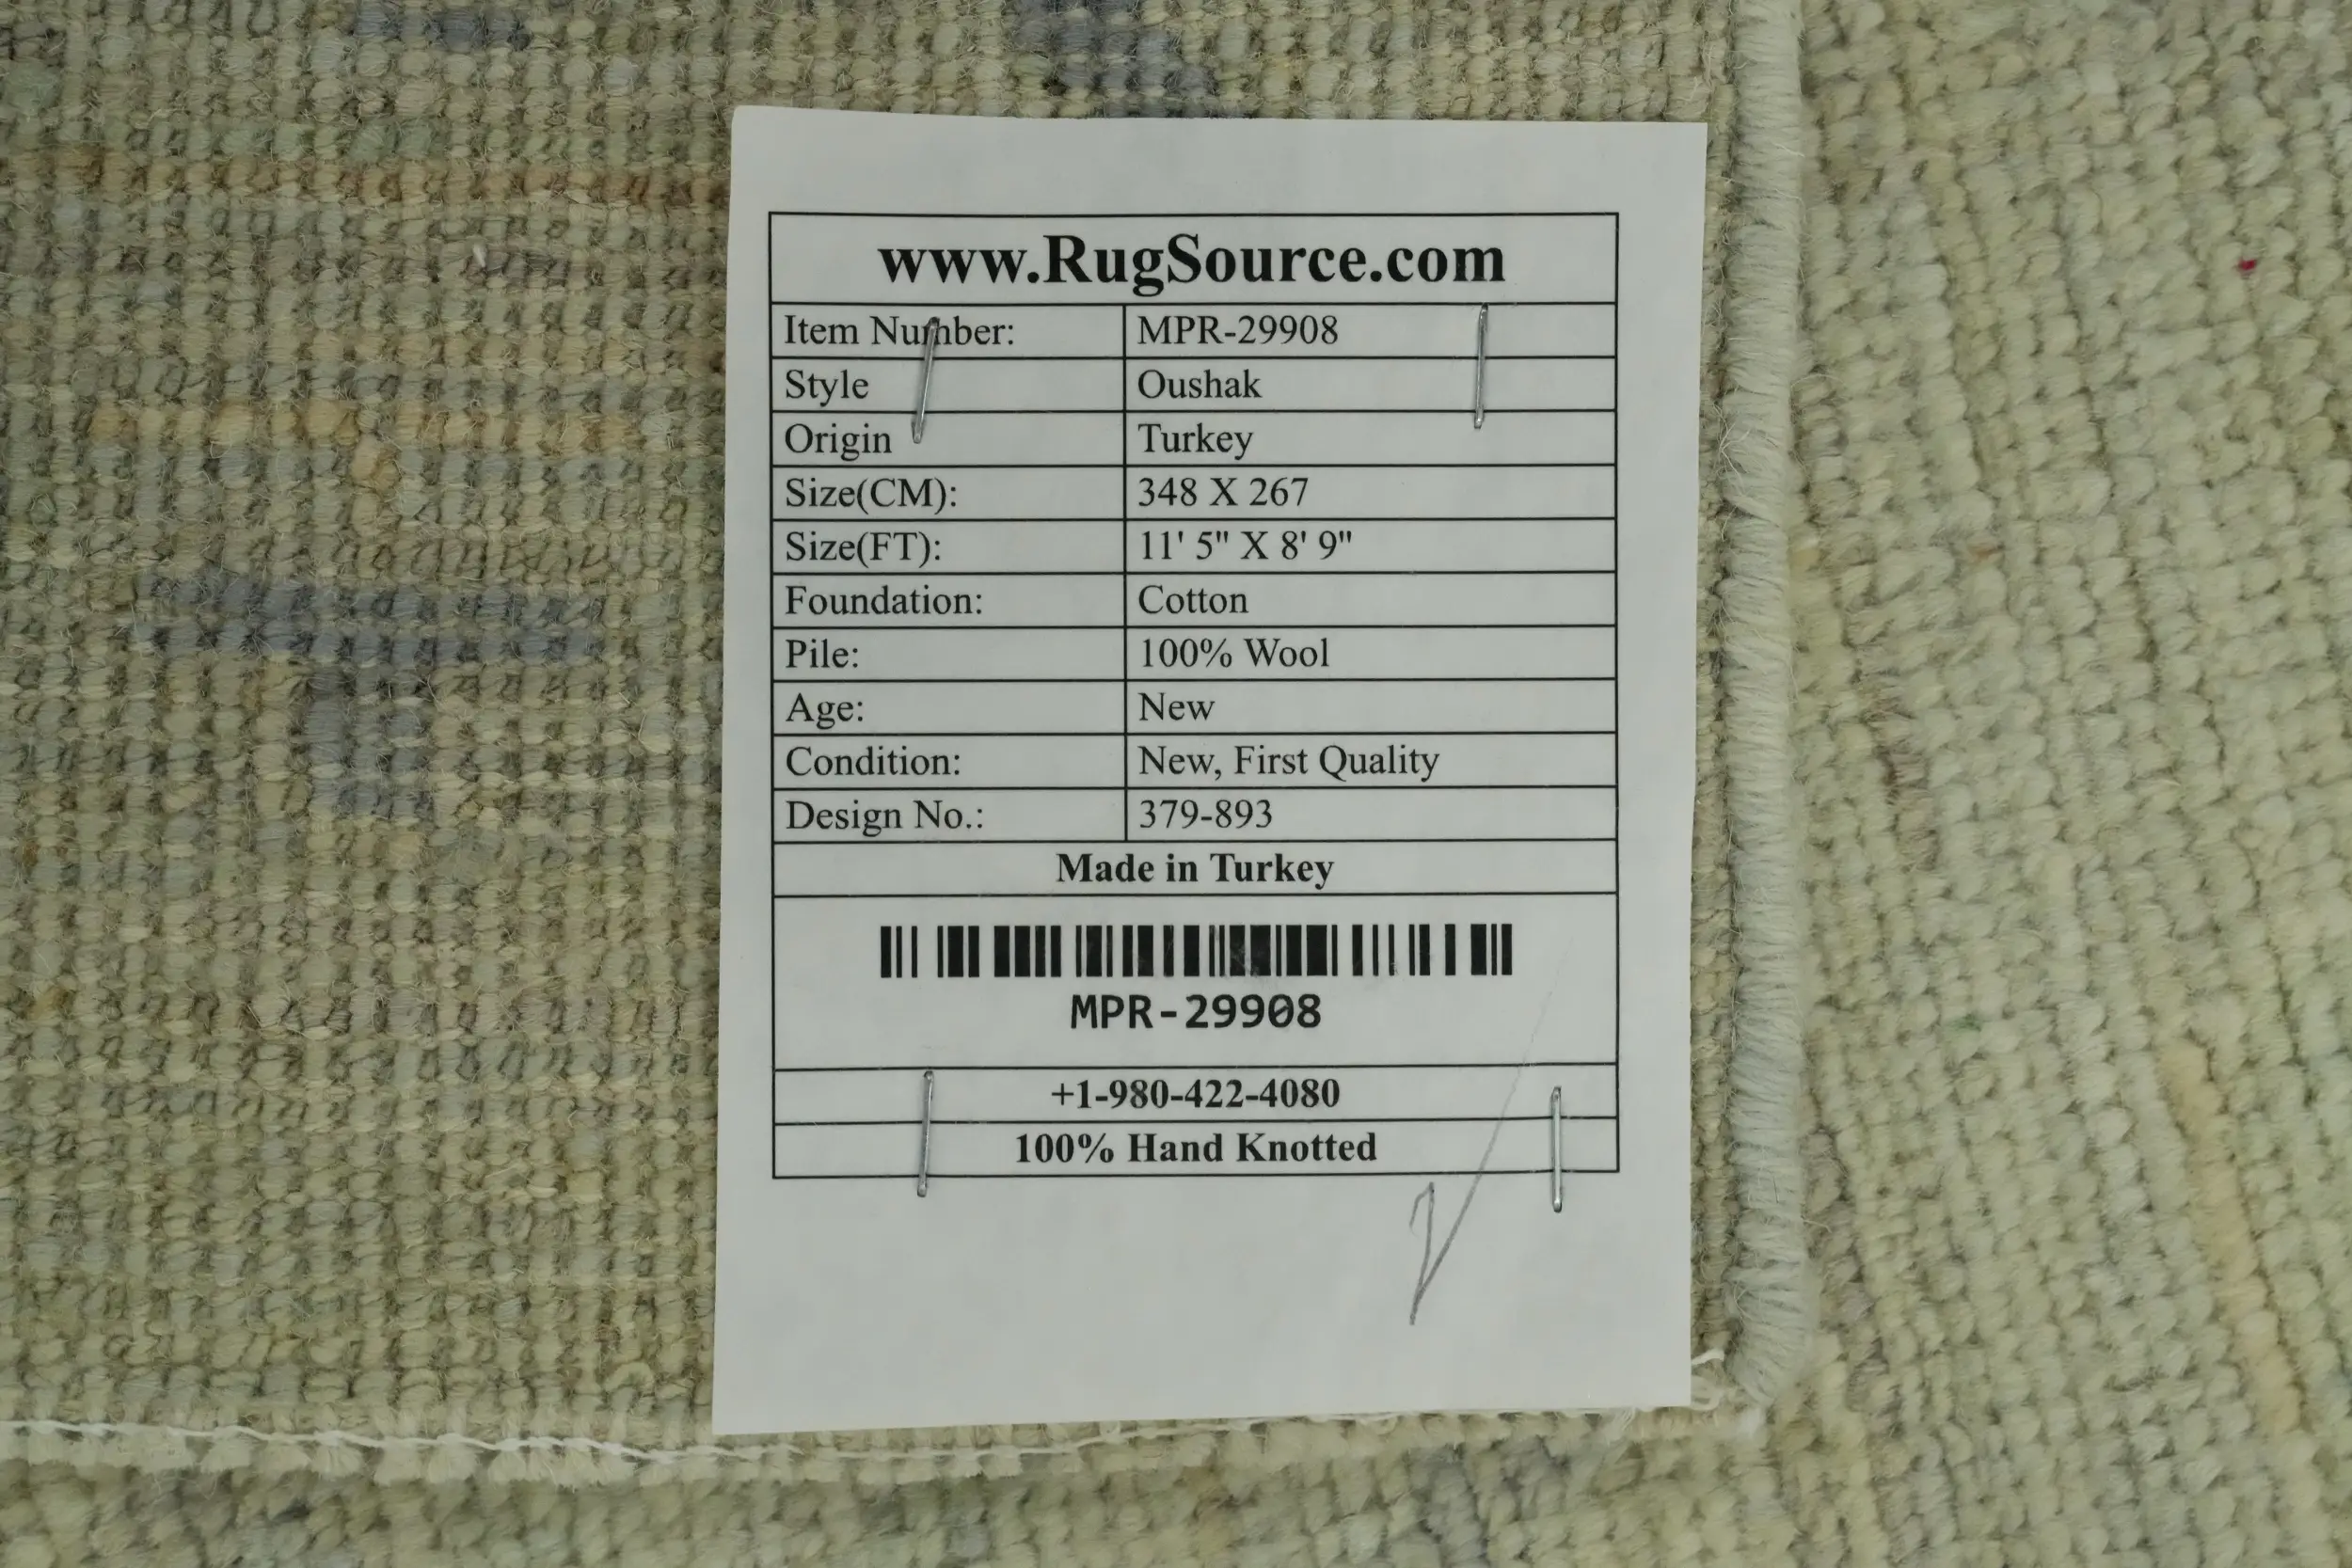 www.RugSource.com
Item Number: MPR-29908
Style Oushak
Origin Turkey
Size(CM): 348 X 267
Size(FT): 11' 5" X 8' 9"
Foundation: Cotton
Pile: 100% Wool
Age: New
Condition: New, First Quality
Design No.: 379-893
Made in Turkey
MPR-29908
+1-980-422-4080
100% Hand Knotted